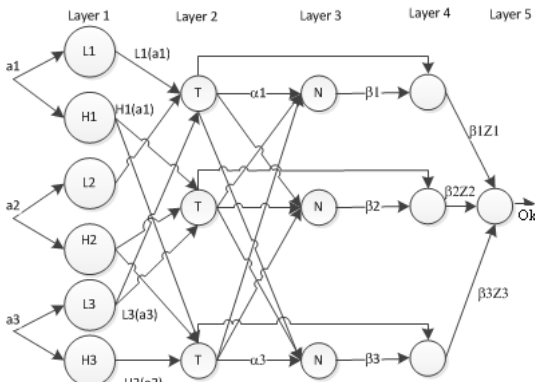 Layer 1
Layer 2
Layer 3
Layer 4
Layer 5
L1
L1(a1)
a1
T
α1
N
β1
H1
H1(a1)
β1Z1
L2
a2
T
N
β2
β2Z2
Ok
H2
L3
L3(a3)
β3Z3
a3
H3
T
α3
N
β3